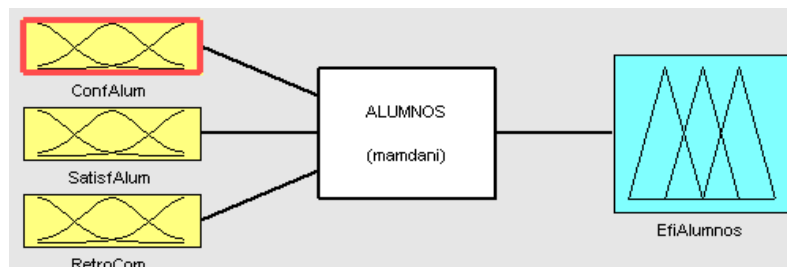 ConfAlum
SatisfAlum
RetroCom
ALUMNOS
(mamdani)
EfiAlumnos